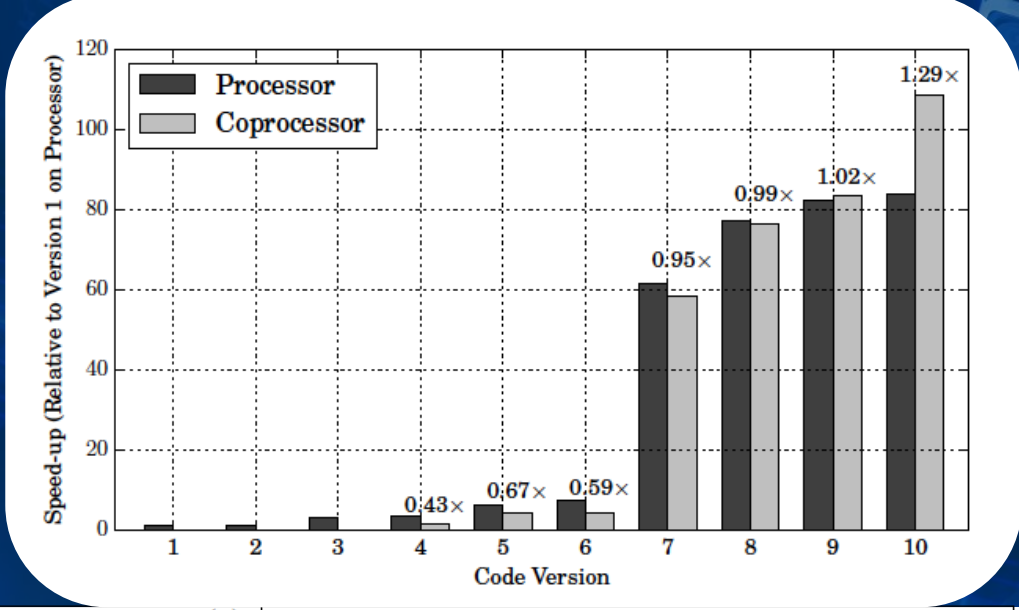 120
100
80
60
40
20
0
Speed-up (Relative to Version 1 on Processor)
Processor
Coprocessor
0.43×
0.67×
0.59×
0.95×
0.99×
1.02×
1.29×
1 2 3 4 5 6 7 8 9 10
Code Version